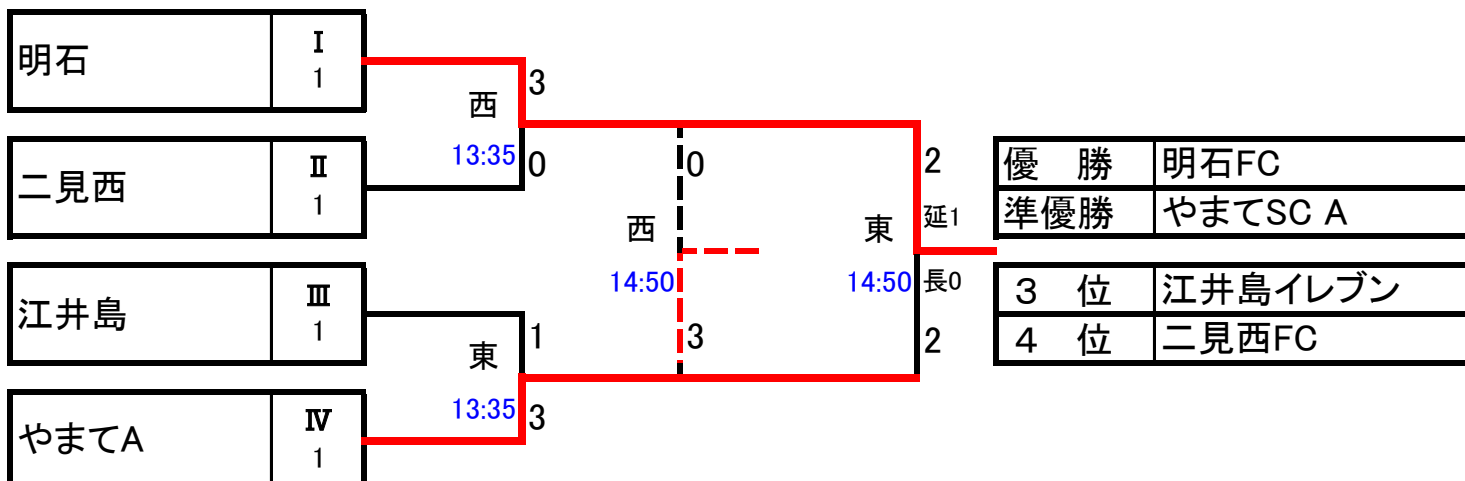 明石 Ⅰ 1
3
西
13:35
0
二見西 Ⅱ 1
江井島 Ⅲ 1
1
東
13:35
3
やまてA Ⅳ 1
0
西
14:50
3
2
東 延1
14:50 長0
2
優　勝 明石FC
準優勝 やまてSC A
３　位 江井島イレブン
４　位 二見西FC